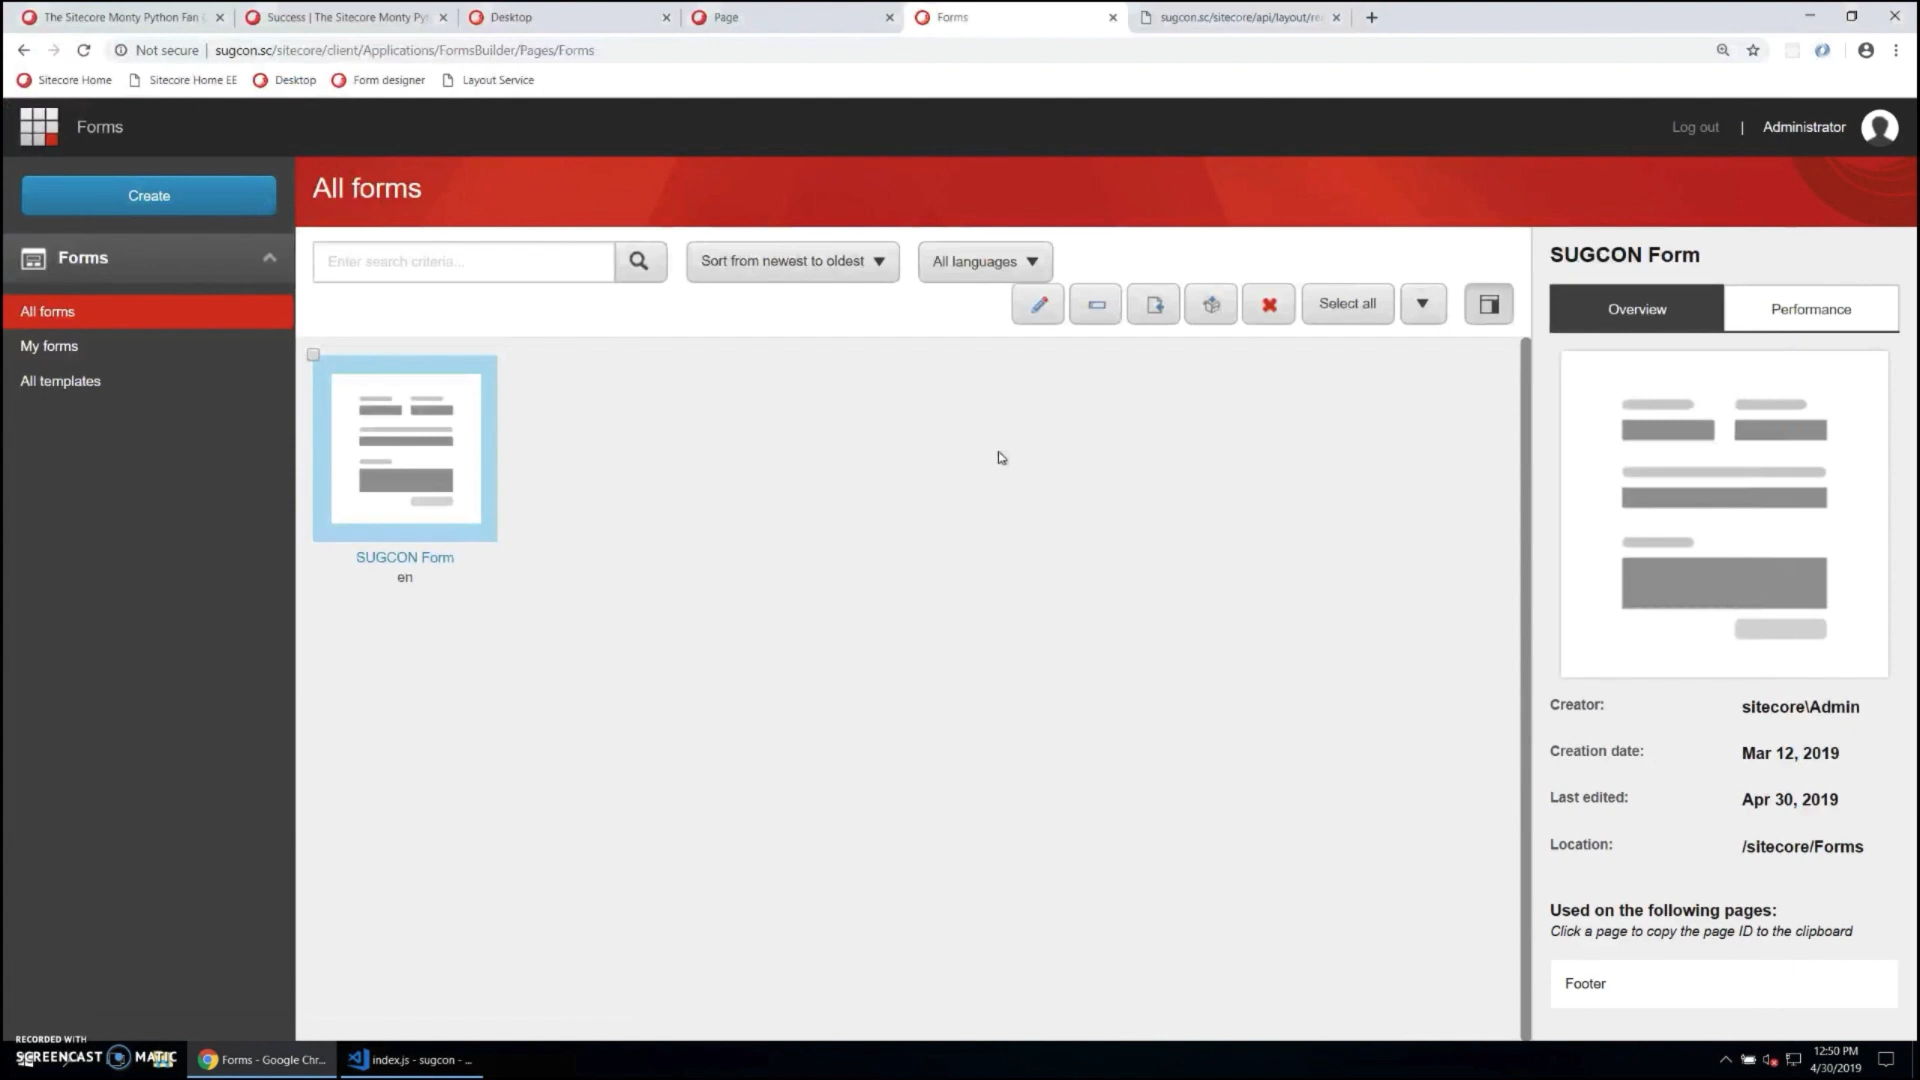 The Sitecore Monty Python Fan
Success | The Sitecore Monty Py
Desktop
Page
Forms
sugcon.sc/sitecore/api/layout/re
Not secure | sugcon.sc/sitecore/client/Applications/FormsBuilder/Pages/Forms
Sitecore Home
Sitecore Home EE
Desktop
Form designer
Layout Service
Forms
Log out | Administrator
Create
All forms
Forms
All forms
My forms
All templates
Enter search criteria...
Sort from newest to oldest
All languages
Select all
SUGCON Form
en
SUGCON Form
Overview
Performance
Creator: sitecore\Admin
Creation date: Mar 12, 2019
Last edited: Apr 30, 2019
Location: /sitecore/Forms
Used on the following pages:
Click a page to copy the page ID to the clipboard
Footer
RECORDED WITH
SCREENCAST MATIC
Forms - Google Chr...
index.js - sugcon - ...
12:50 PM
4/30/2019